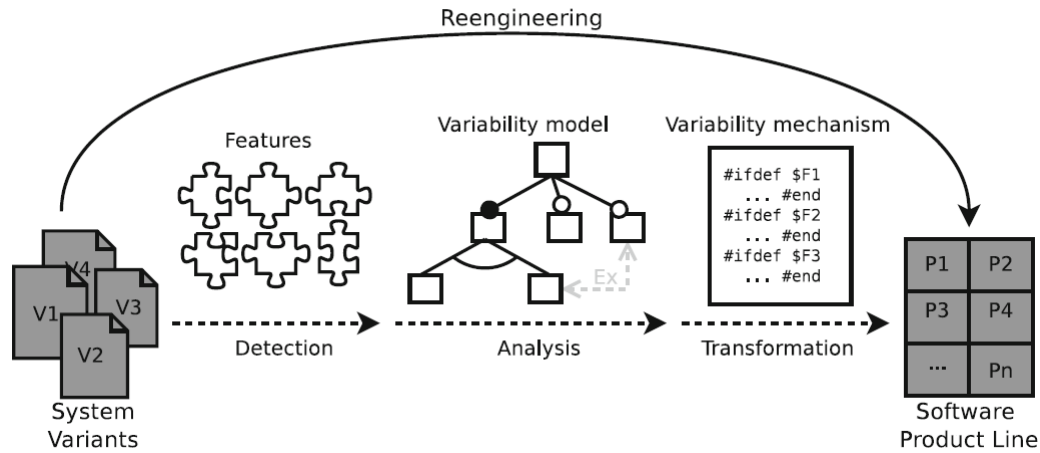 Reengineering
Features
Variability model
Variability mechanism
#ifdef $F1
... #end
#ifdef $F2
... #end
#ifdef $F3
... #end
Ex
V4
V1
V3
V2
P1 P2
P3 P4
... Pn
Detection
Analysis
Transformation
System
Variants
Software
Product Line